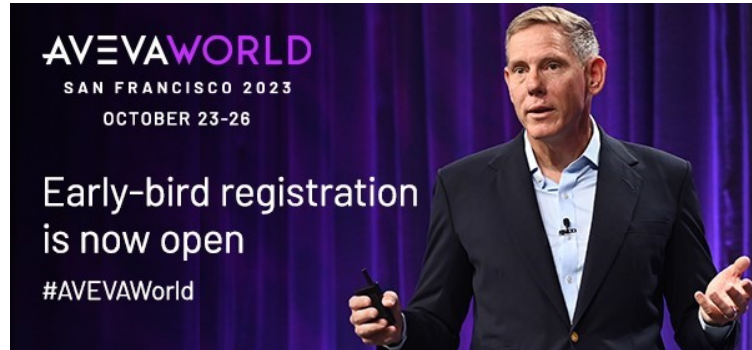 AVEVAWORLD
SAN FRANCISCO 2023
OCTOBER 23-26
Early-bird registration
is now open
#AVEVAWorld